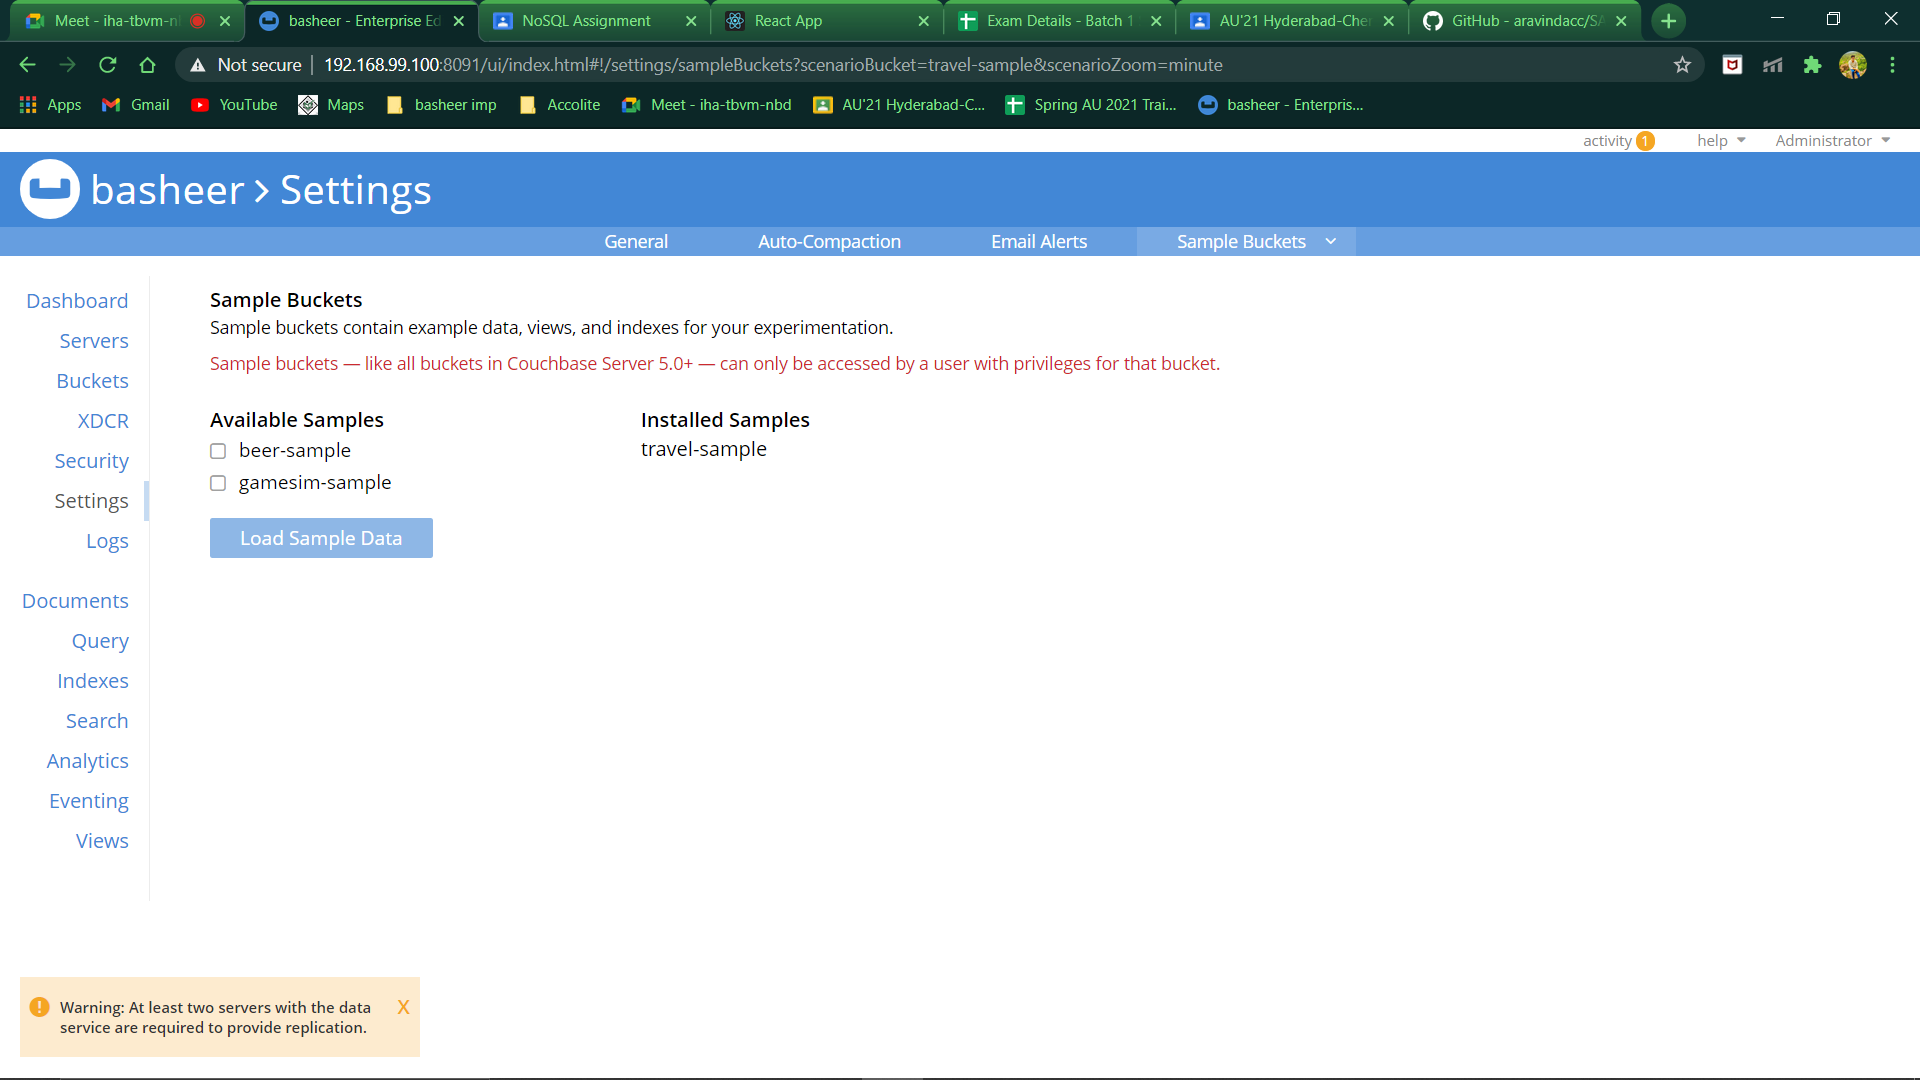 Meet - iha-tbvm-n
basheer - Enterprise Ed
NoSQL Assignment
React App
Exam Details - Batch 1
AU'21 Hyderabad-Che
GitHub - aravindacc/SA
Not secure
192.168.99.100:8091/ui/index.html#!/settings/sampleBuckets?scenarioBucket=travel-sample&scenarioZoom=minute
Apps
Gmail
YouTube
Maps
basheer imp
Accolite
Meet - iha-tbvm-nbd
AU'21 Hyderabad-C...
Spring AU 2021 Trai...
basheer - Enterpris...
activity 1
help
Administrator
basheer > Settings
General
Auto-Compaction
Email Alerts
Sample Buckets
Dashboard
Servers
Buckets
XDCR
Security
Settings
Logs
Documents
Query
Indexes
Search
Analytics
Eventing
Views
Sample Buckets
Sample buckets contain example data, views, and indexes for your experimentation.
Sample buckets — like all buckets in Couchbase Server 5.0+ — can only be accessed by a user with privileges for that bucket.
Available Samples
beer-sample
gamesim-sample
Load Sample Data
Installed Samples
travel-sample
Warning: At least two servers with the data
service are required to provide replication.
X